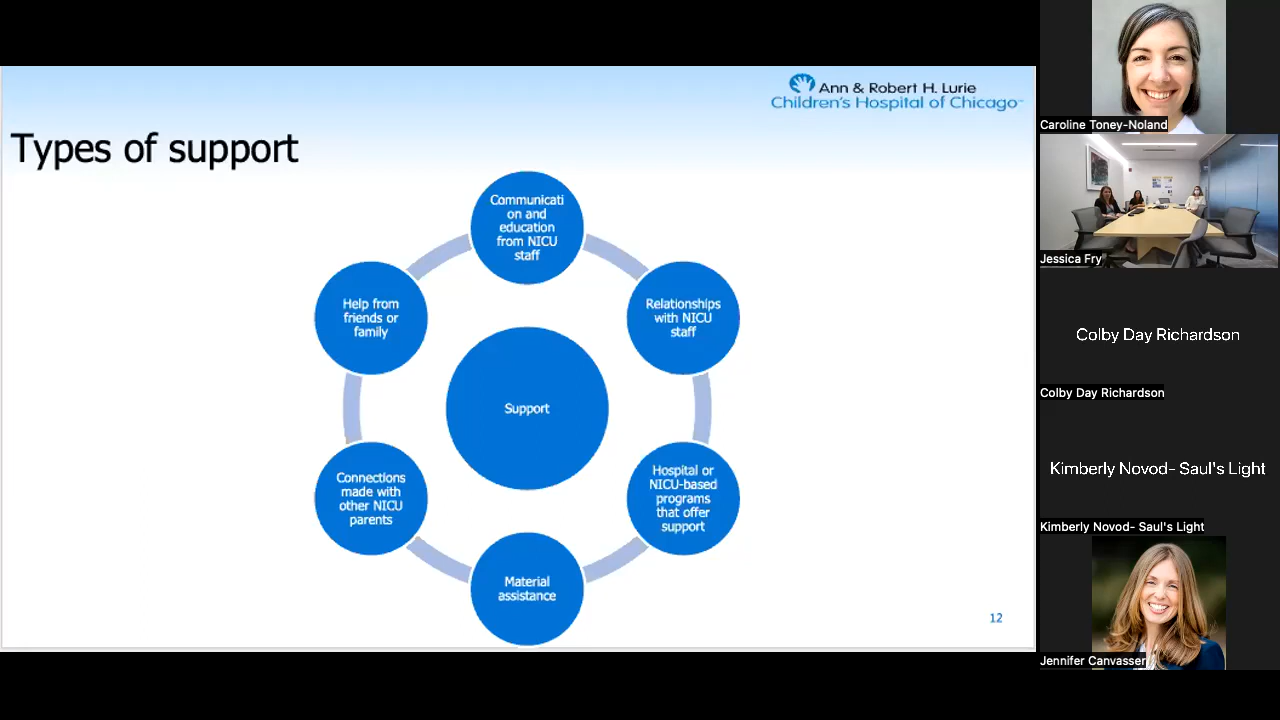 Ann & Robert H. Lurie
Children's Hospital of Chicago
Types of support
Communicati
on and
education
from NICU
staff
Relationships
with NICU
staff
Hospital or
NICU-based
programs
that offer
support
Material
assistance
Connections
made with
other NICU
parents
Help from
friends or
family
Support
12
Caroline Toney-Noland
Jessica Fry
Colby Day Richardson
Colby Day Richardson
Kimberly Novod- Saul's Light
Kimberly Novod- Saul's Light
Jennifer Canvasser